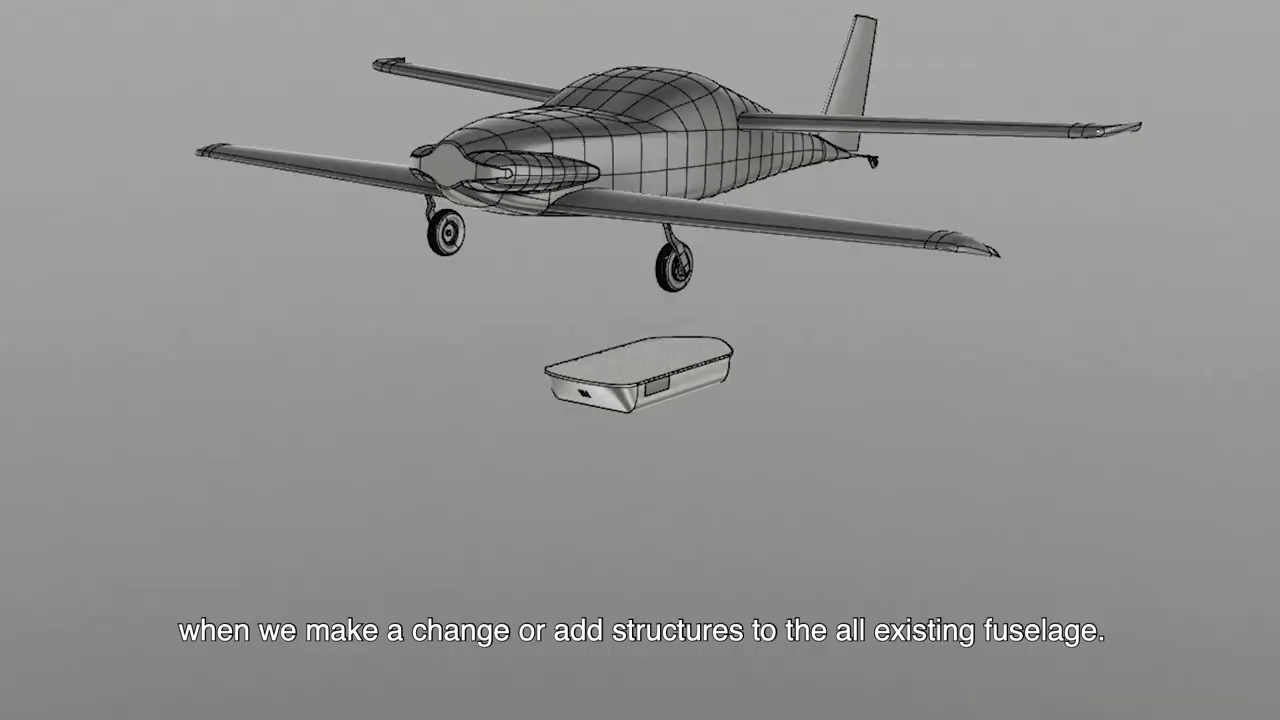 when we make a change or add structures to the all existing fuselage.